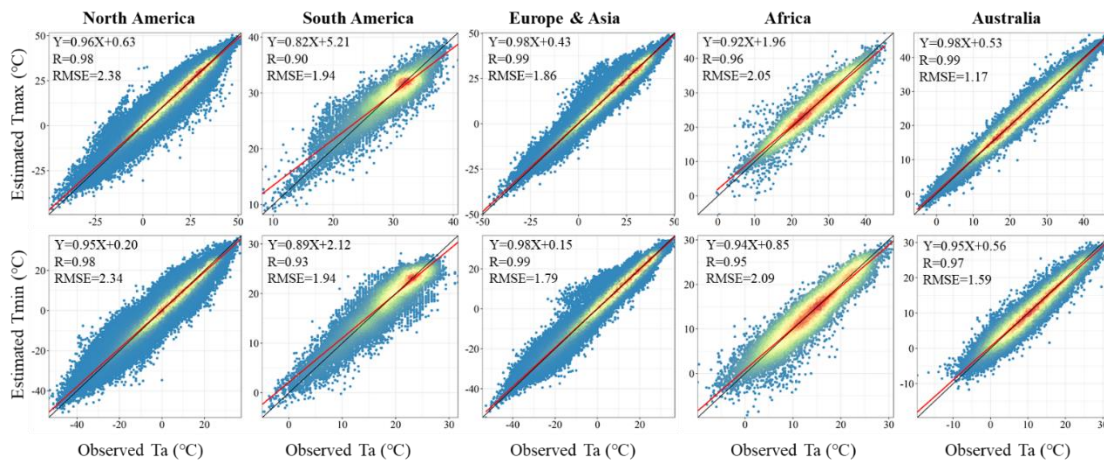 North America
South America
Europe & Asia
Africa
Australia
Estimated Tmax (°C)
50
25
0
-25
Y=0.96X+0.63
R=0.98
RMSE=2.38
-25
0
25
50
40
30
20
10
Y=0.82X+5.21
R=0.90
RMSE=1.94
10
20
30
40
50
25
0
-25
-50
Y=0.98X+0.43
R=0.99
RMSE=1.86
-50
-25
0
25
50
40
30
20
10
0
Y=0.92X+1.96
R=0.96
RMSE=2.05
0
10
20
30
40
40
30
20
10
0
Y=0.98X+0.53
R=0.99
RMSE=1.17
0
10
20
30
40
Estimated Tmin (°C)
20
0
-20
-40
Y=0.95X+0.20
R=0.98
RMSE=2.34
-40
-20
0
20
30
20
10
0
Y=0.89X+2.12
R=0.93
RMSE=1.94
0
10
20
30
20
0
-20
-40
Y=0.98X+0.15
R=0.99
RMSE=1.79
-40
-20
0
20
30
20
10
0
Y=0.94X+0.85
R=0.95
RMSE=2.09
-10
0
10
20
30
30
20
10
0
-10
Y=0.95X+0.56
R=0.97
RMSE=1.59
-10
0
10
20
30
Observed Ta (°C)
Observed Ta (°C)
Observed Ta (°C)
Observed Ta (°C)
Observed Ta (°C)